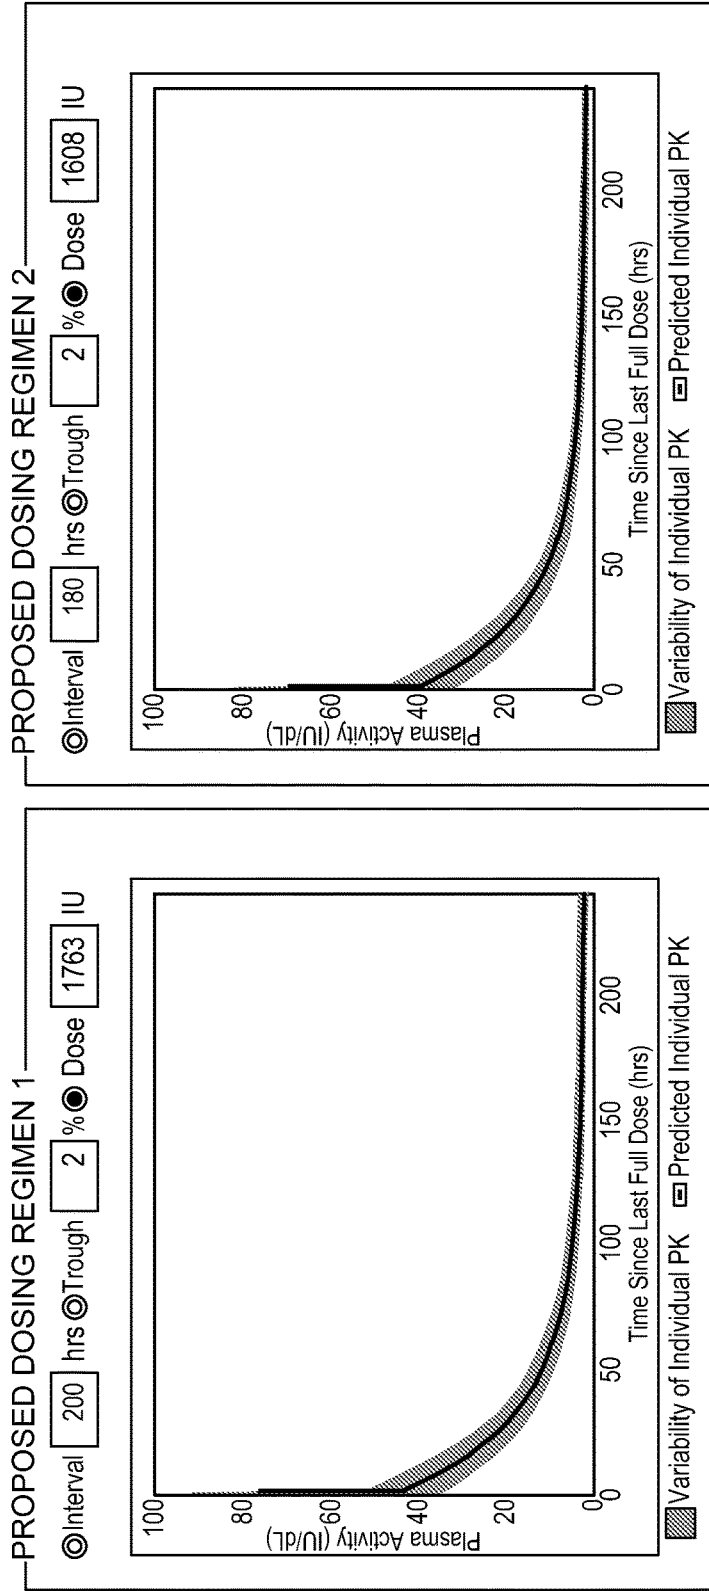 PROPOSED DOSING REGIMEN 1
Interval 200 hrs Trough 2 % Dose 1763 IU
100
80
60
40
20
0
Plasma Activity (IU/dL)
0 50 100 150 200
Time Since Last Full Dose (hrs)
Variability of Individual PK Predicted Individual PK
PROPOSED DOSING REGIMEN 2
Interval 180 hrs Trough 2 % Dose 1608 IU
100
80
60
40
20
0
Plasma Activity (IU/dL)
0 50 100 150 200
Time Since Last Full Dose (hrs)
Variability of Individual PK Predicted Individual PK